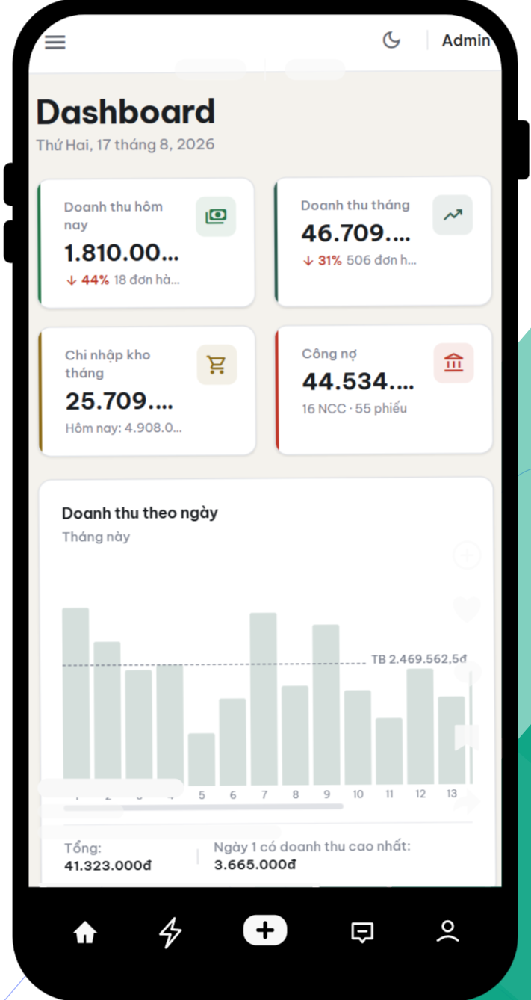 Admin
Dashboard
Thứ Hai, 17 tháng 8, 2026
Doanh thu hôm
nay
1.810.00...
↓ 44% 18 đơn hà...
Doanh thu tháng
46.709....
↓ 31% 506 đơn h...
Chi nhập kho
tháng
25.709....
Hôm nay: 4.908.0...
Công nợ
44.534....
16 NCC · 55 phiếu
Doanh thu theo ngày
Tháng này
TB 2.469.562,5đ
1 2 3 4 5 6 7 8 9 10 11 12 13
Tổng:
41.323.000đ
Ngày 1 có doanh thu cao nhất:
3.665.000đ